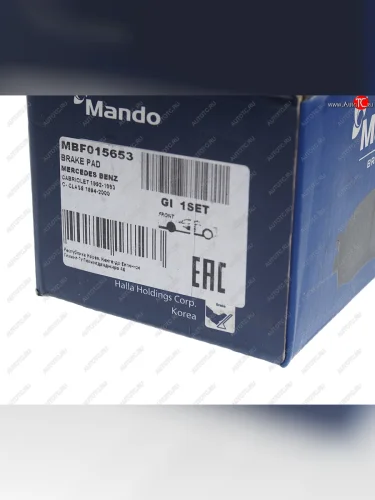 Mando
MBF015653
BRAKE PAD
MERCEDES BENZ
CABRIOLET 1992-1993
C-CLASS 1994-2000
GI 1SET
FRONT
EAC
Halla Holdings Corp.
Korea